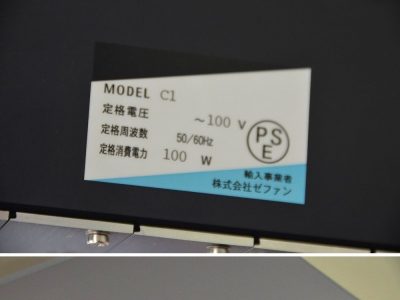 MODEL C1
定格電圧 ～100 V
定格周波数 50/60Hz
定格消費電力 100 W
PSE
輸入事業者
株式会社ゼファン